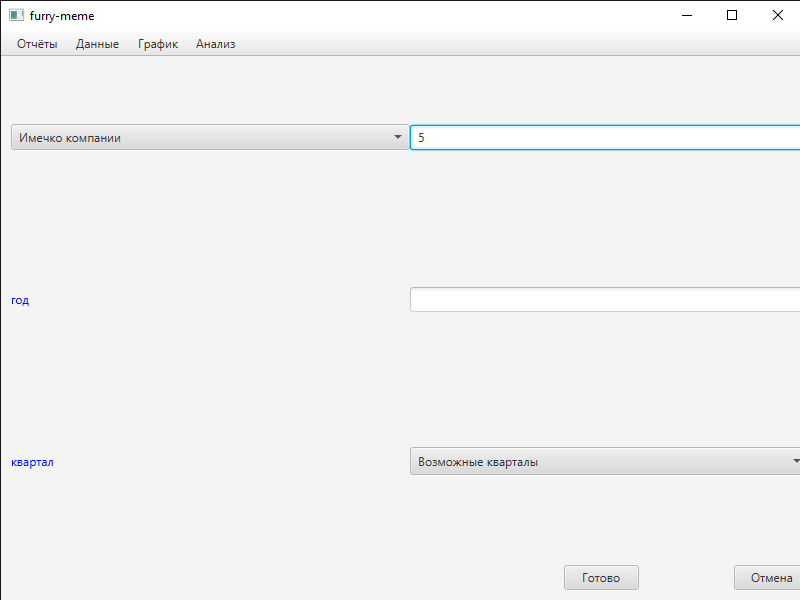 furry-meme
Отчёты Данные График Анализ
Имечко компании 5
год
квартал Возможные кварталы
Готово Отмена